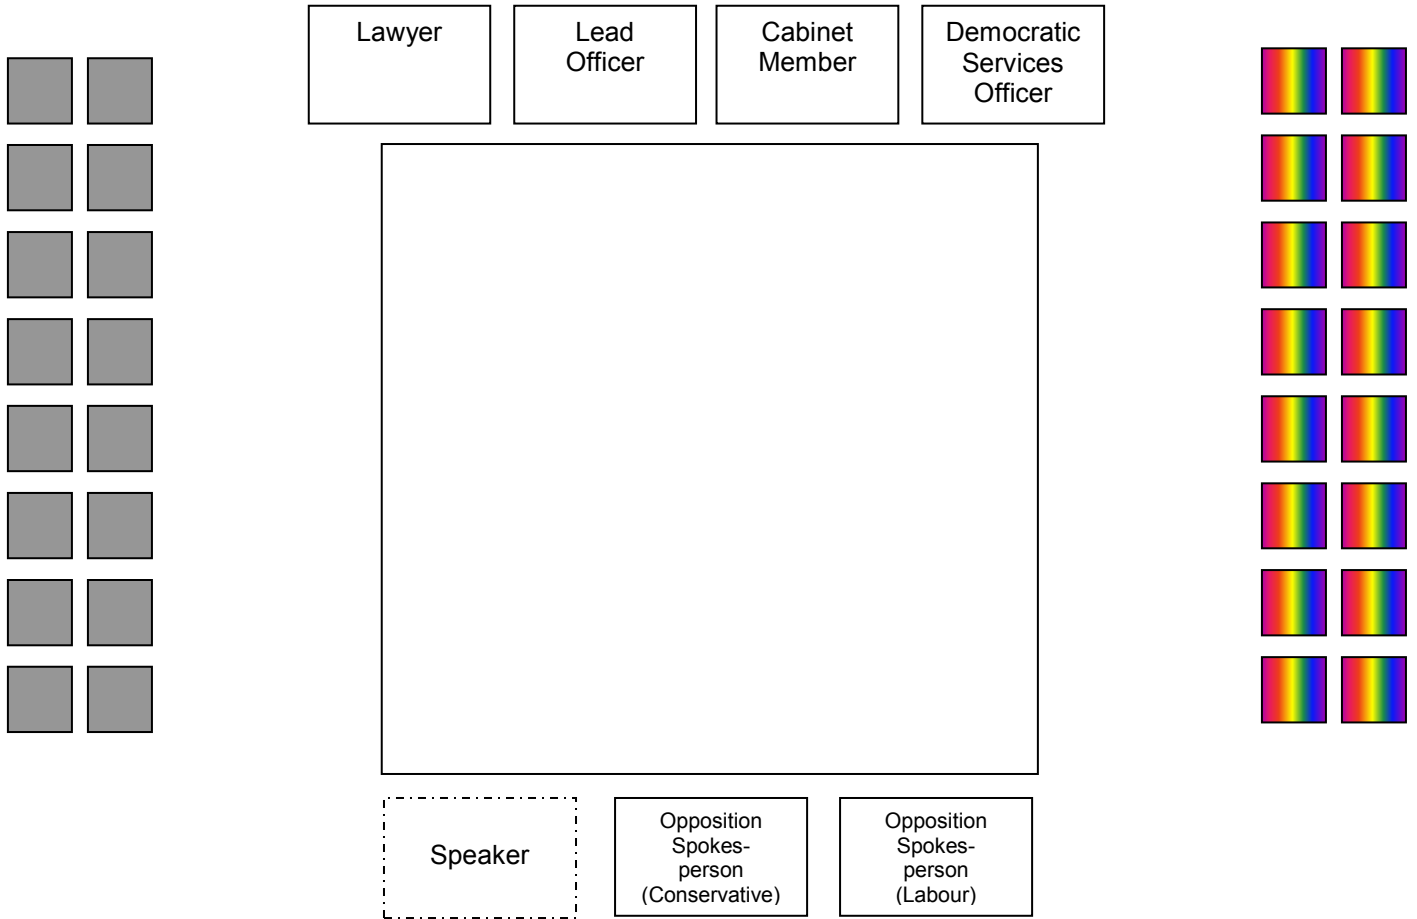 Lawyer
Lead
Officer
Cabinet
Member
Democratic
Services
Officer
Speaker
Opposition
Spokes-
person
(Conservative)
Opposition
Spokes-
person
(Labour)